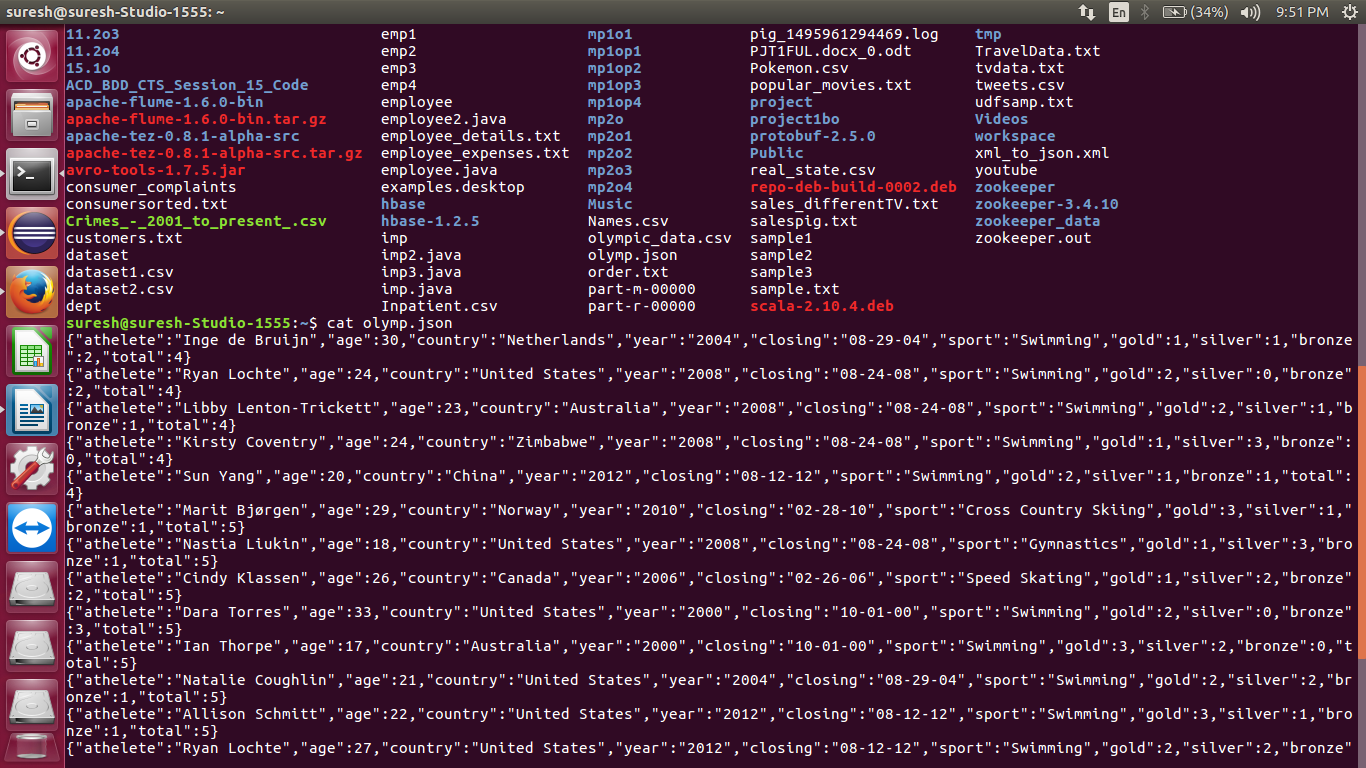 suresh@suresh-Studio-1555: ~ En (34%) 9:51 PM
11.2o3 emp1 mp1o1 pig_1495961294469.log tmp
11.2o4 emp2 mp1op1 PJT1FUL.docx_0.odt TravelData.txt
15.1o emp3 mp1op2 Pokemon.csv tvdata.txt
ACD_BDD_CTS_Session_15_Code emp4 mp1op3 popular_movies.txt tweets.csv
apache-flume-1.6.0-bin employee mp1op4 project udfsamp.txt
apache-flume-1.6.0-bin.tar.gz employee2.java mp2o project1bo Videos
apache-tez-0.8.1-alpha-src employee_details.txt mp2o1 protobuf-2.5.0 workspace
apache-tez-0.8.1-alpha-src.tar.gz employee_expenses.txt mp2o2 Public xml_to_json.xml
avro-tools-1.7.5.jar employee.java mp2o3 real_state.csv youtube
consumer_complaints examples.desktop mp2o4 repo-deb-build-0002.deb zookeeper
consumersorted.txt hbase Music sales_differentTV.txt zookeeper-3.4.10
Crimes_-_2001_to_present_.csv hbase-1.2.5 Names.csv salespig.txt zookeeper_data
customers.txt imp olympic_data.csv sample1 zookeeper.out
dataset imp2.java olymp.json sample2
dataset1.csv imp3.java order.txt sample3
dataset2.csv imp.java part-m-00000 sample.txt
dept Inpatient.csv part-r-00000 scala-2.10.4.deb
suresh@suresh-Studio-1555:~$ cat olymp.json
{"athelete":"Inge de Bruijn","age":30,"country":"Netherlands","year":"2004","closing":"08-29-04","sport":"Swimming","gold":1,"silver":1,"bronze
":2,"total":4}
{"athelete":"Ryan Lochte","age":24,"country":"United States","year":"2008","closing":"08-24-08","sport":"Swimming","gold":2,"silver":0,"bronze"
:2,"total":4}
{"athelete":"Libby Lenton-Trickett","age":23,"country":"Australia","year":"2008","closing":"08-24-08","sport":"Swimming","gold":2,"silver":1,"b
ronze":1,"total":4}
{"athelete":"Kirsty Coventry","age":24,"country":"Zimbabwe","year":"2008","closing":"08-24-08","sport":"Swimming","gold":1,"silver":3,"bronze":
0,"total":4}
{"athelete":"Sun Yang","age":20,"country":"China","year":"2012","closing":"08-12-12","sport":"Swimming","gold":2,"silver":1,"bronze":1,"total":
4}
{"athelete":"Marit Bjørgen","age":29,"country":"Norway","year":"2010","closing":"02-28-10","sport":"Cross Country Skiing","gold":3,"silver":1,"
bronze":1,"total":5}
{"athelete":"Nastia Liukin","age":18,"country":"United States","year":"2008","closing":"08-24-08","sport":"Gymnastics","gold":1,"silver":3,"bro
nze":1,"total":5}
{"athelete":"Cindy Klassen","age":26,"country":"Canada","year":"2006","closing":"02-26-06","sport":"Speed Skating","gold":1,"silver":2,"bronze"
:2,"total":5}
{"athelete":"Dara Torres","age":33,"country":"United States","year":"2000","closing":"10-01-00","sport":"Swimming","gold":2,"silver":0,"bronze"
:3,"total":5}
{"athelete":"Ian Thorpe","age":17,"country":"Australia","year":"2000","closing":"10-01-00","sport":"Swimming","gold":3,"silver":2,"bronze":0,"t
otal":5}
{"athelete":"Natalie Coughlin","age":21,"country":"United States","year":"2004","closing":"08-29-04","sport":"Swimming","gold":2,"silver":2,"br
onze":1,"total":5}
{"athelete":"Allison Schmitt","age":22,"country":"United States","year":"2012","closing":"08-12-12","sport":"Swimming","gold":3,"silver":1,"bro
nze":1,"total":5}
{"athelete":"Ryan Lochte","age":27,"country":"United States","year":"2012","closing":"08-12-12","sport":"Swimming","gold":2,"silver":2,"bronze"